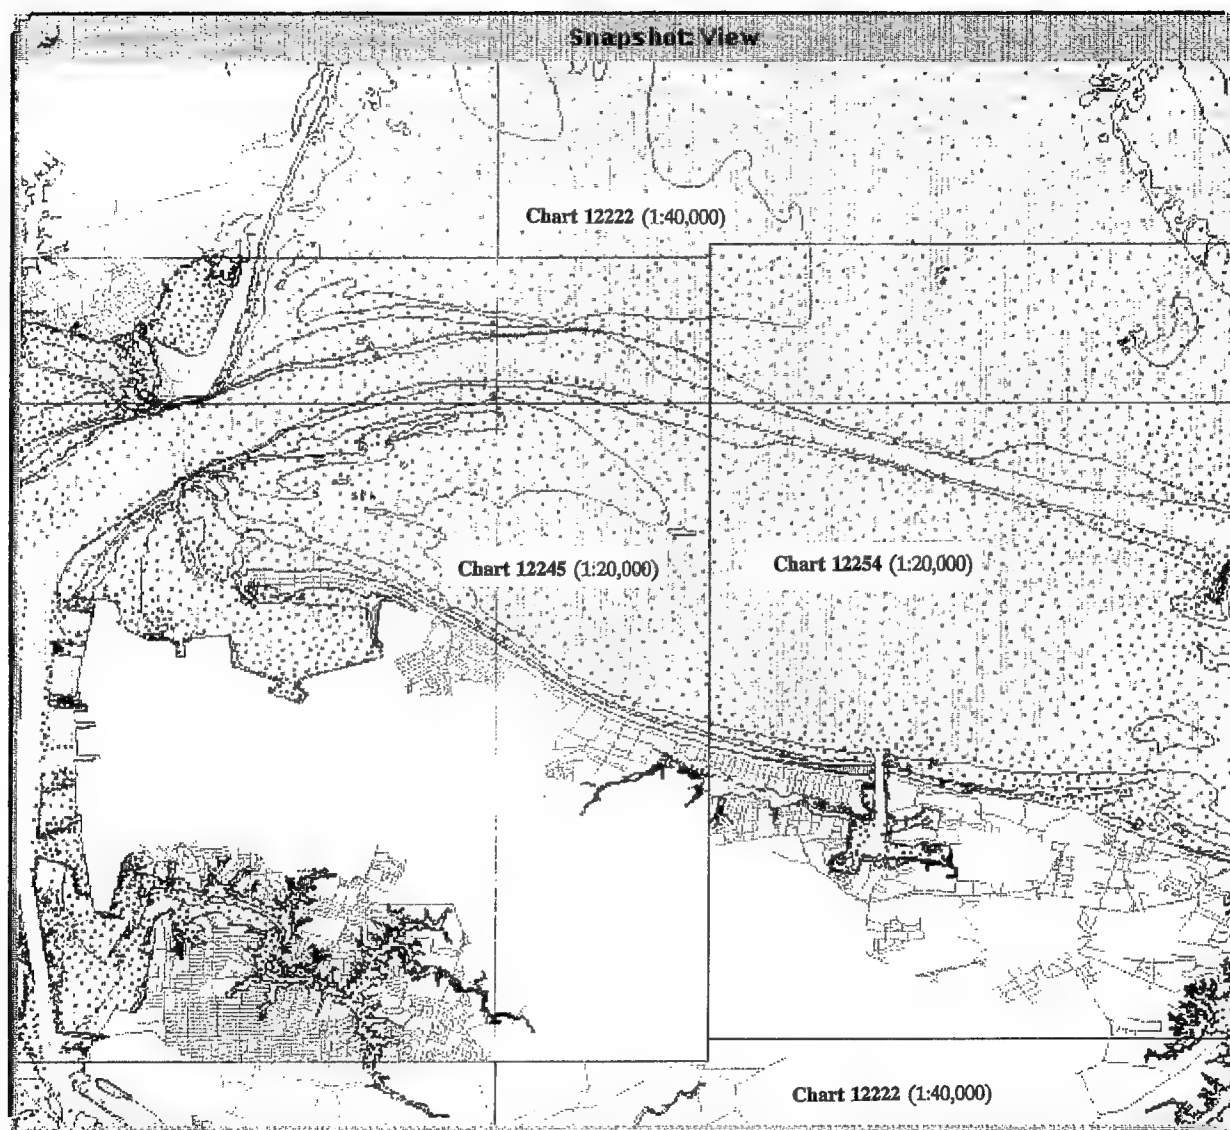 Snapshot: View
Chart 12222 (1:40,000)
Chart 12245 (1:20,000)
Chart 12254 (1:20,000)
Chart 12222 (1:40,000)